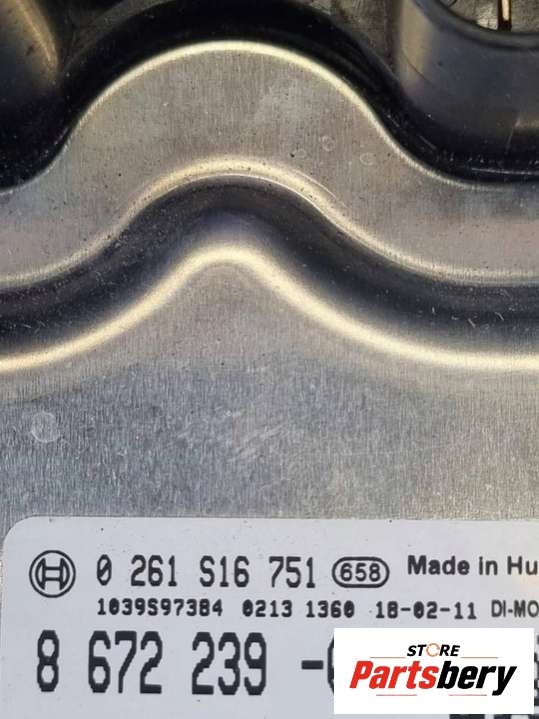 0 261 S16 751 658 Made in Hu
1039S97384 0213 1360 18-02-11 DI-MO
8 672 239 -0
STORE
Partsbery